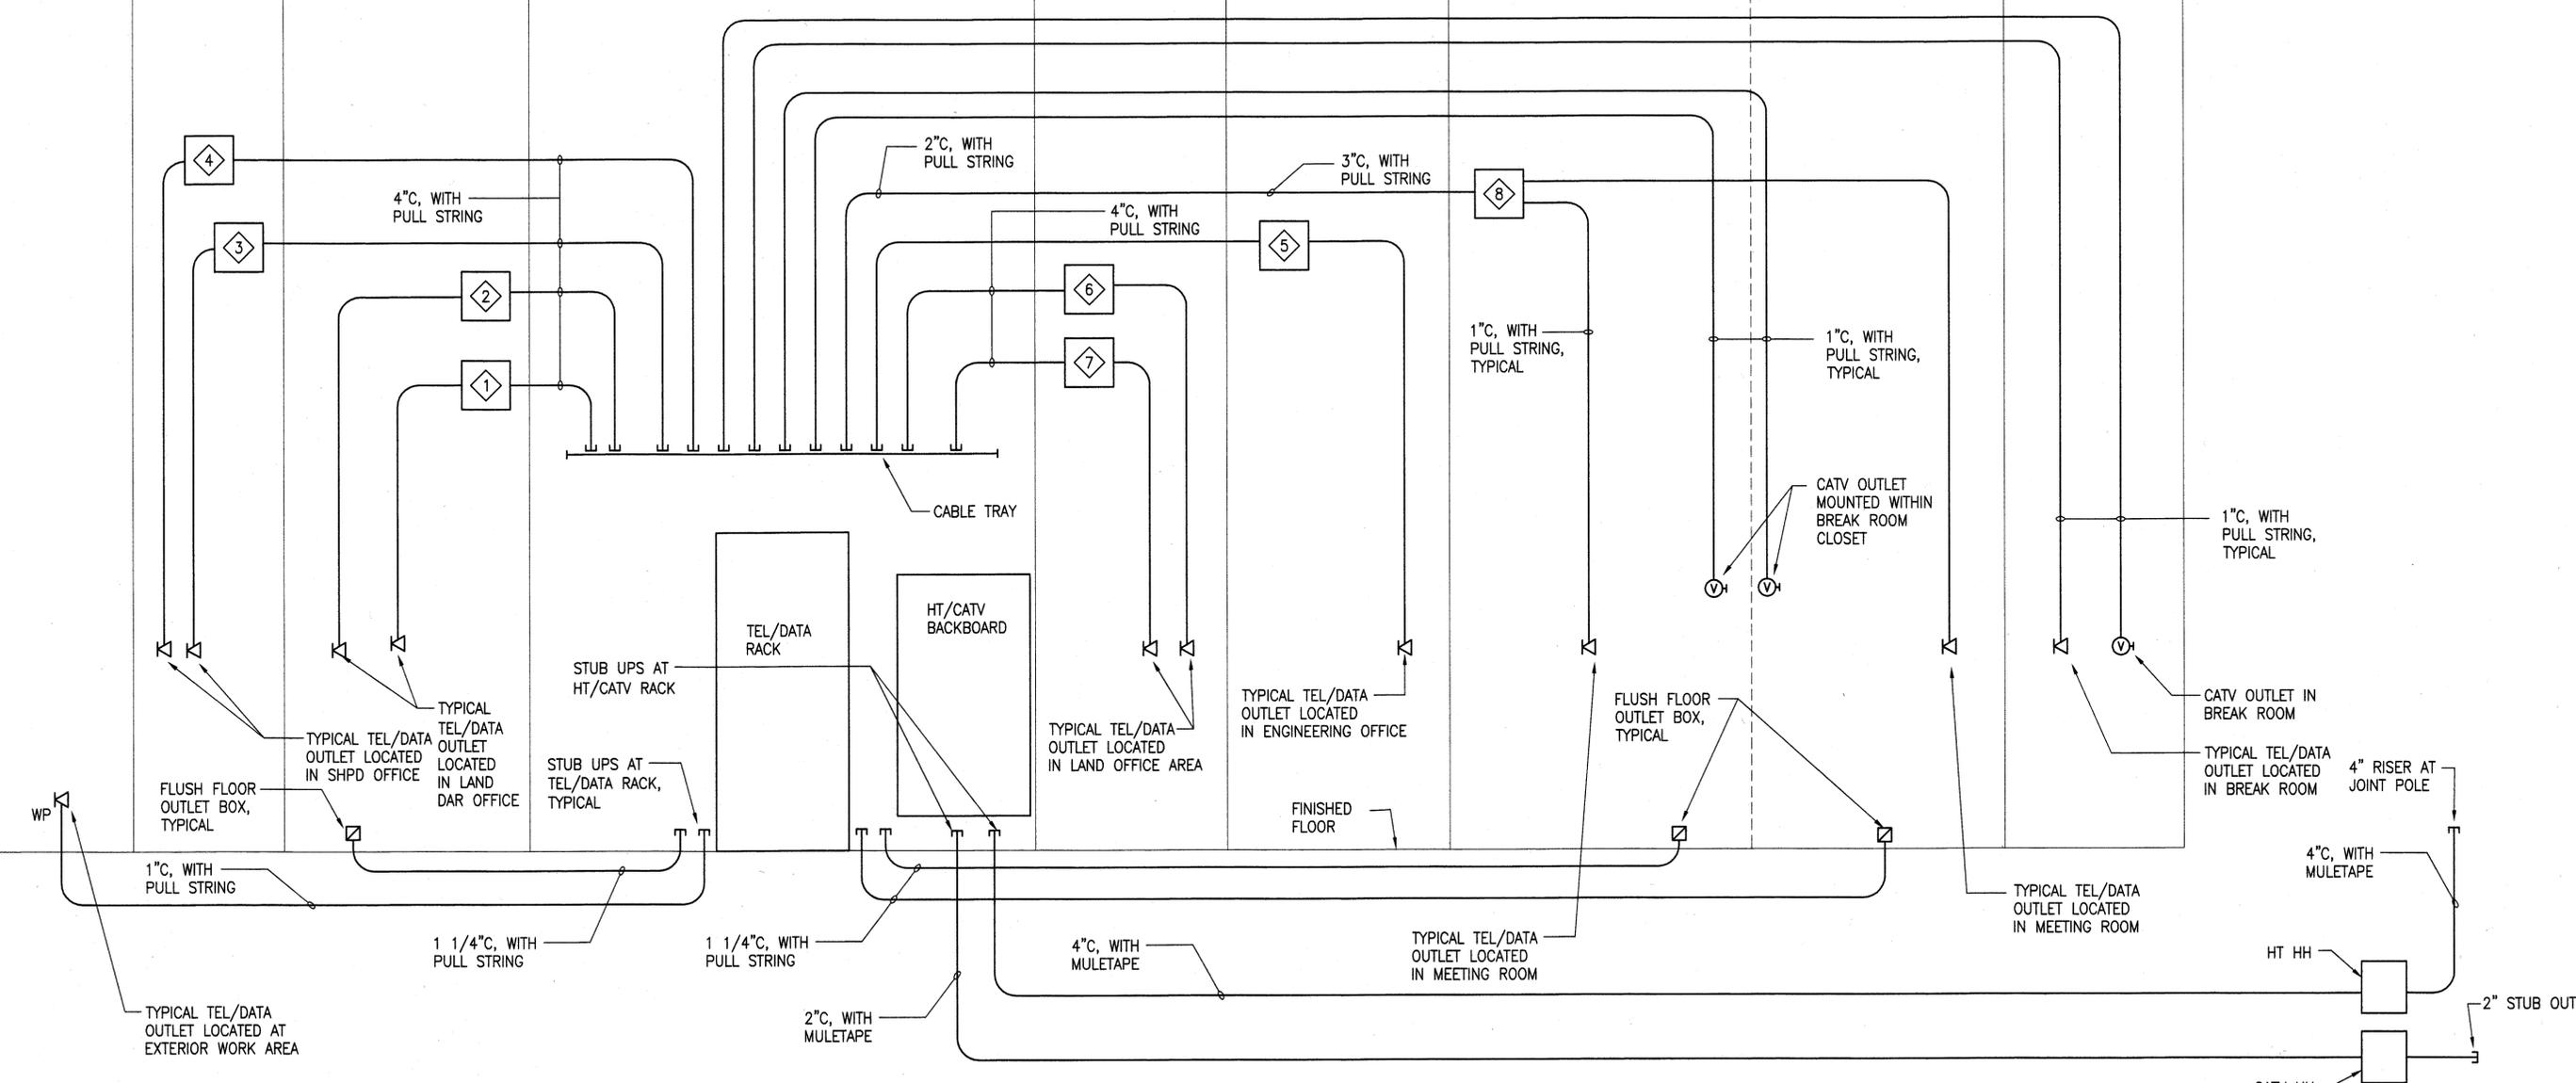 2"C, WITH
PULL STRING
3"C, WITH
PULL STRING
4
8
4"C, WITH
PULL STRING
4"C, WITH
PULL STRING
3
5
2
6
1"C, WITH
PULL STRING,
TYPICAL
1"C, WITH
PULL STRING,
TYPICAL
7
1
CABLE TRAY
CATV OUTLET
MOUNTED WITHIN
BREAK ROOM
CLOSET
1"C, WITH
PULL STRING,
TYPICAL
V
V
HT/CATV
BACKBOARD
TEL/DATA
RACK
V
STUB UPS AT
HT/CATV RACK
TYPICAL
TEL/DATA
OUTLET
LOCATED
IN LAND
DAR OFFICE
TYPICAL TEL/DATA
OUTLET LOCATED
IN SHPD OFFICE
TYPICAL TEL/DATA
OUTLET LOCATED
IN LAND OFFICE AREA
TYPICAL TEL/DATA
OUTLET LOCATED
IN ENGINEERING OFFICE
FLUSH FLOOR
OUTLET BOX,
TYPICAL
CATV OUTLET IN
BREAK ROOM
TYPICAL TEL/DATA
OUTLET LOCATED
IN BREAK ROOM
4" RISER AT
JOINT POLE
STUB UPS AT
TEL/DATA RACK,
TYPICAL
FLUSH FLOOR
OUTLET BOX,
TYPICAL
WP
FINISHED
FLOOR
1"C, WITH
PULL STRING
4"C, WITH
MULETAPE
TYPICAL TEL/DATA
OUTLET LOCATED
IN MEETING ROOM
1 1/4"C, WITH
PULL STRING
1 1/4"C, WITH
PULL STRING
4"C, WITH
MULETAPE
TYPICAL TEL/DATA
OUTLET LOCATED
IN MEETING ROOM
HT HH
TYPICAL TEL/DATA
OUTLET LOCATED AT
EXTERIOR WORK AREA
2"C, WITH
MULETAPE
2" STUB OUT